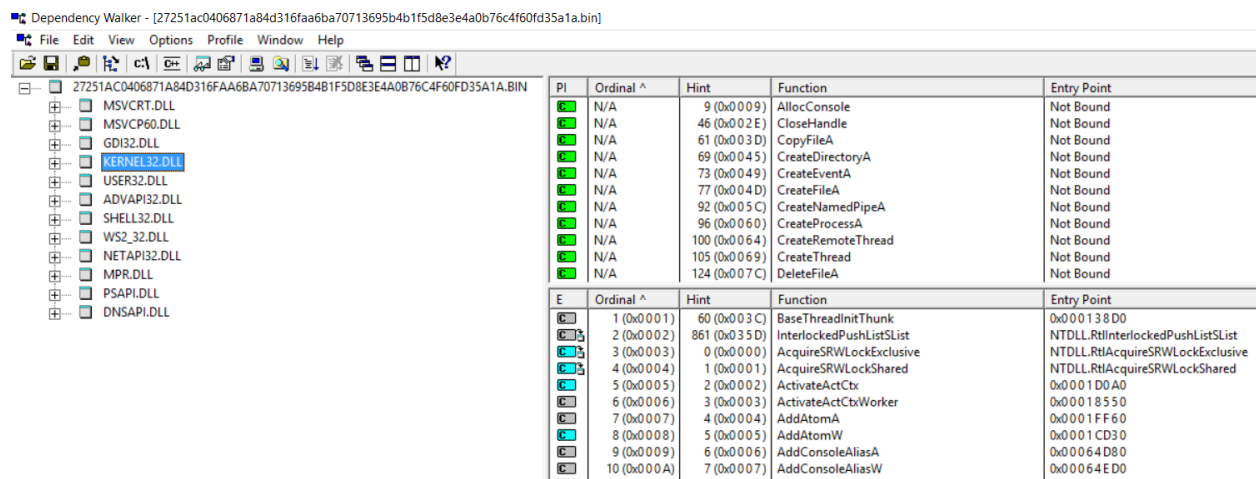 Dependency Walker - [27251ac0406871a84d316faa6ba70713695b4b1f5d8e3e4a0b76c4f60fd35a1a.bin]
File Edit View Options Profile Window Help
c:\ C++
27251AC0406871A84D316FAA6BA70713695B4B1F5D8E3E4A0B76C4F60FD35A1A.BIN
MSVCRT.DLL
MSVCP60.DLL
GDI32.DLL
KERNEL32.DLL
USER32.DLL
ADVAPI32.DLL
SHELL32.DLL
WS2_32.DLL
NETAPI32.DLL
MPR.DLL
PSAPI.DLL
DNSAPI.DLL
PI Ordinal ^ Hint Function Entry Point
C N/A 9 (0x0009) AllocConsole Not Bound
C N/A 46 (0x002E) CloseHandle Not Bound
C N/A 61 (0x003D) CopyFileA Not Bound
C N/A 69 (0x0045) CreateDirectoryA Not Bound
C N/A 73 (0x0049) CreateEventA Not Bound
C N/A 77 (0x004D) CreateFileA Not Bound
C N/A 92 (0x005C) CreateNamedPipeA Not Bound
C N/A 96 (0x0060) CreateProcessA Not Bound
C N/A 100 (0x0064) CreateRemoteThread Not Bound
C N/A 105 (0x0069) CreateThread Not Bound
C N/A 124 (0x007C) DeleteFileA Not Bound
E Ordinal ^ Hint Function Entry Point
C 1 (0x0001) 60 (0x003C) BaseThreadInitThunk 0x000138D0
C 2 (0x0002) 861 (0x035D) InterlockedPushListSList NTDLL.RtlInterlockedPushListSList
C 3 (0x0003) 0 (0x0000) AcquireSRWLockExclusive NTDLL.RtlAcquireSRWLockExclusive
C 4 (0x0004) 1 (0x0001) AcquireSRWLockShared NTDLL.RtlAcquireSRWLockShared
C 5 (0x0005) 2 (0x0002) ActivateActCtx 0x0001D0A0
C 6 (0x0006) 3 (0x0003) ActivateActCtxWorker 0x00018550
C 7 (0x0007) 4 (0x0004) AddAtomA 0x0001FF60
C 8 (0x0008) 5 (0x0005) AddAtomW 0x0001CD30
C 9 (0x0009) 6 (0x0006) AddConsoleAliasA 0x00064D80
C 10 (0x000A) 7 (0x0007) AddConsoleAliasW 0x00064ED0